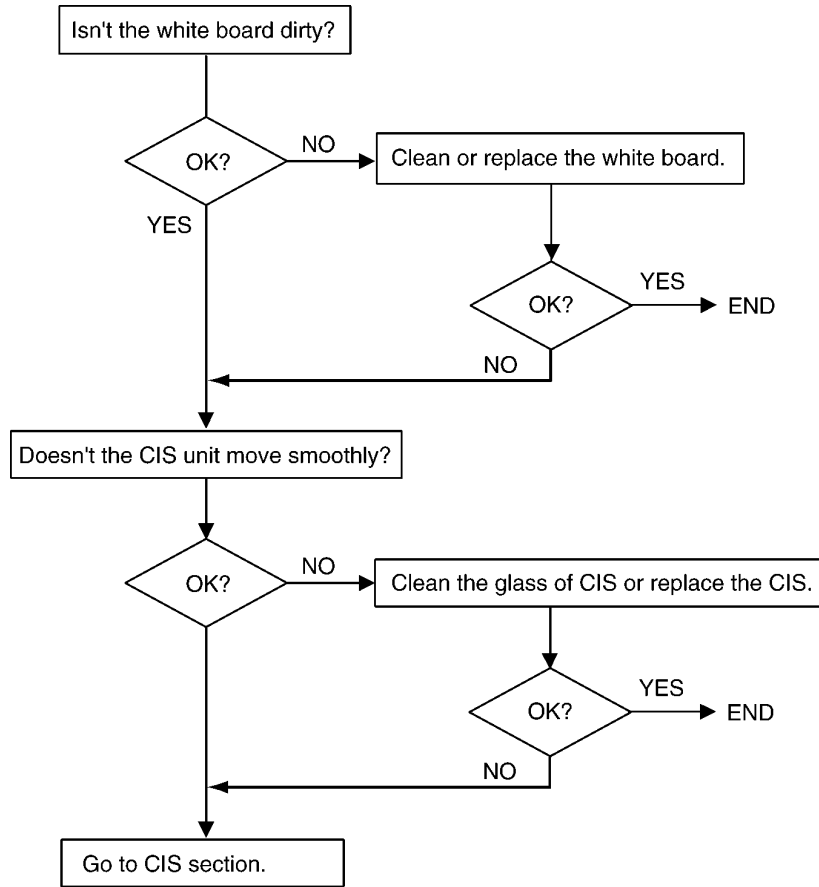 Isn't the white board dirty?
OK?
NO
Clean or replace the white board.
YES
OK?
YES
END
NO
Doesn't the CIS unit move smoothly?
OK?
NO
Clean the glass of CIS or replace the CIS.
OK?
YES
END
NO
Go to CIS section.